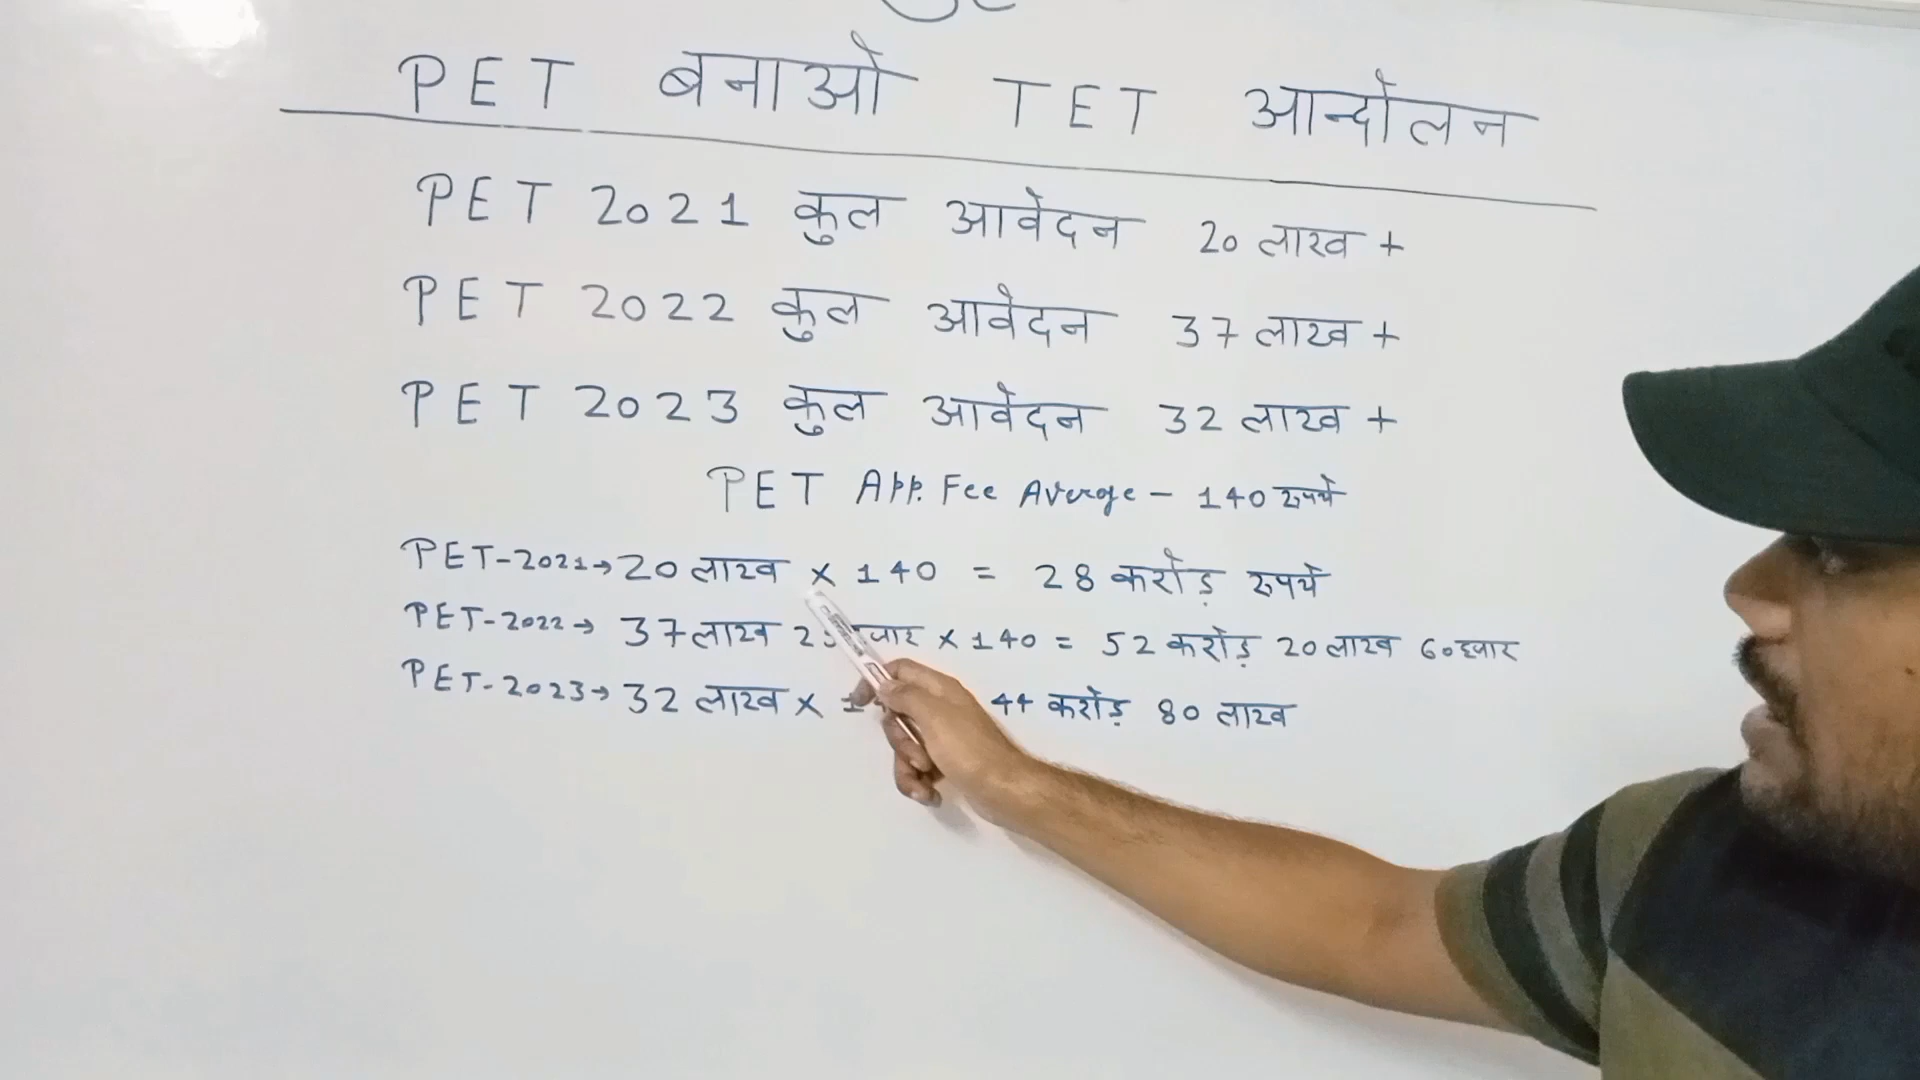 PET बनाओ TET आन्दोलन
PET 2021 कुल आवेदन 20 लाख +
PET 2022 कुल आवेदन 37 लाख +
PET 2023 कुल आवेदन 32 लाख +
PET App. Fee Average - 140 रुपये
PET-2021→ 20 लाख × 140 = 28 करोड़ रुपये
PET-2022→ 37 लाख × 140 = 52 करोड़ 20 लाख 60 हजार
PET-2023→ 32 लाख × 44 करोड़ 80 लाख